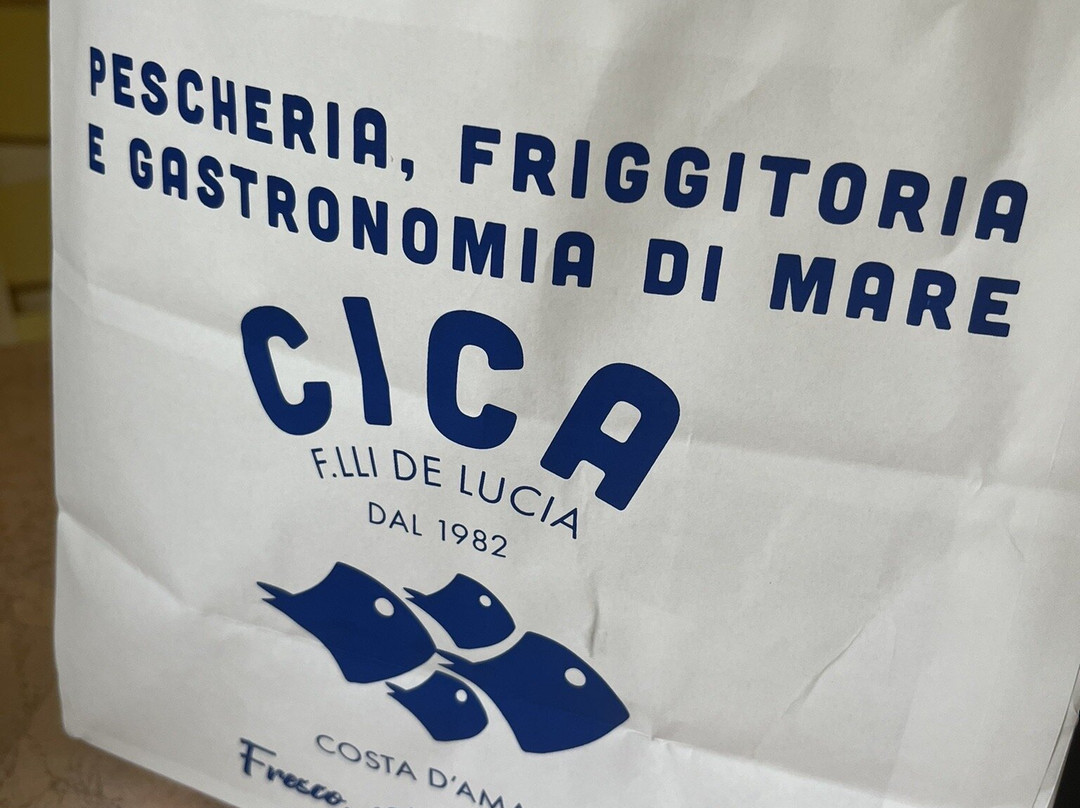 PESCHERIA, FRIGGITORIA
E GASTRONOMIA DI MARE
CICA
F.LLI DE LUCIA
DAL 1982
COSTA D'AMA
Fresco